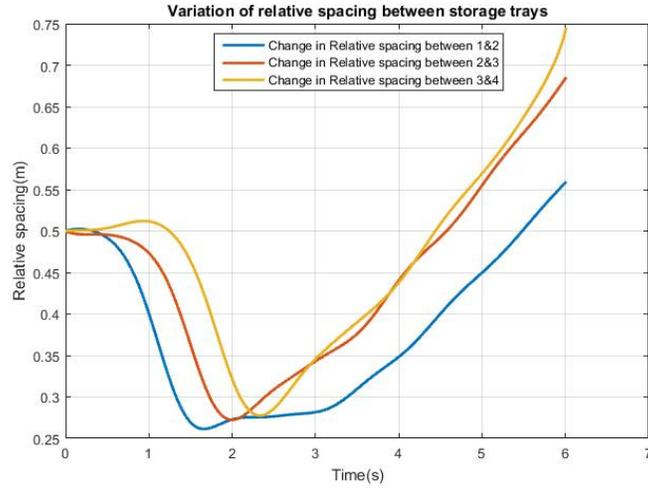 Variation of relative spacing between storage trays
Change in Relative spacing between 1&2
Change in Relative spacing between 2&3
Change in Relative spacing between 3&4
Relative spacing(m)
0.75
0.7
0.65
0.6
0.55
0.5
0.45
0.4
0.35
0.3
0.25
0 1 2 3 4 5 6 7
Time(s)